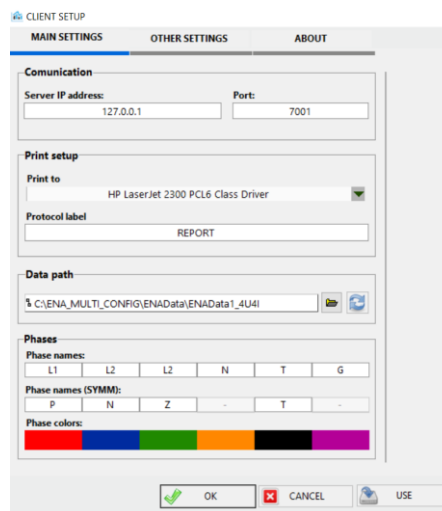 CLIENT SETUP
MAIN SETTINGS OTHER SETTINGS ABOUT
Comunication
Server IP address: Port:
127.0.0.1 7001
Print setup
Print to
HP LaserJet 2300 PCL6 Class Driver
Protocol label
REPORT
Data path
C:\ENA_MULTI_CONFIG\ENAData\ENAData1_4U4I
Phases
Phase names:
L1 L2 L2 N T G
Phase names (SYMM):
P N Z - T -
Phase colors:
OK CANCEL USE